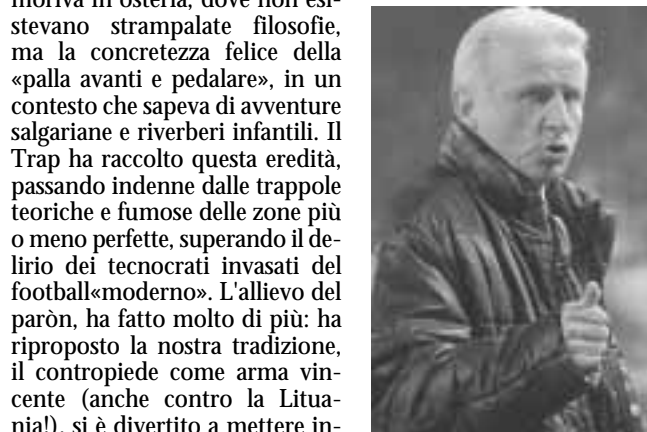 moriva in osteria, dove non esi-
stevano strampalate filosofie,
ma la concretezza felice della
«palla avanti e pedalare», in un
contesto che sapeva di avventure
salgariane e riverberi infantili. Il
Trap ha raccolto questa eredità,
passando indenne dalle trappole
teoriche e fumose delle zone più
o meno perfette, superando il de-
lirio dei tecnocrati invasati del
football«moderno». L'allievo del
paròn, ha fatto molto di più: ha
riproposto la nostra tradizione,
il contropiede come arma vin-
cente (anche contro la Litua-
nia!), si è divertito a mettere in-